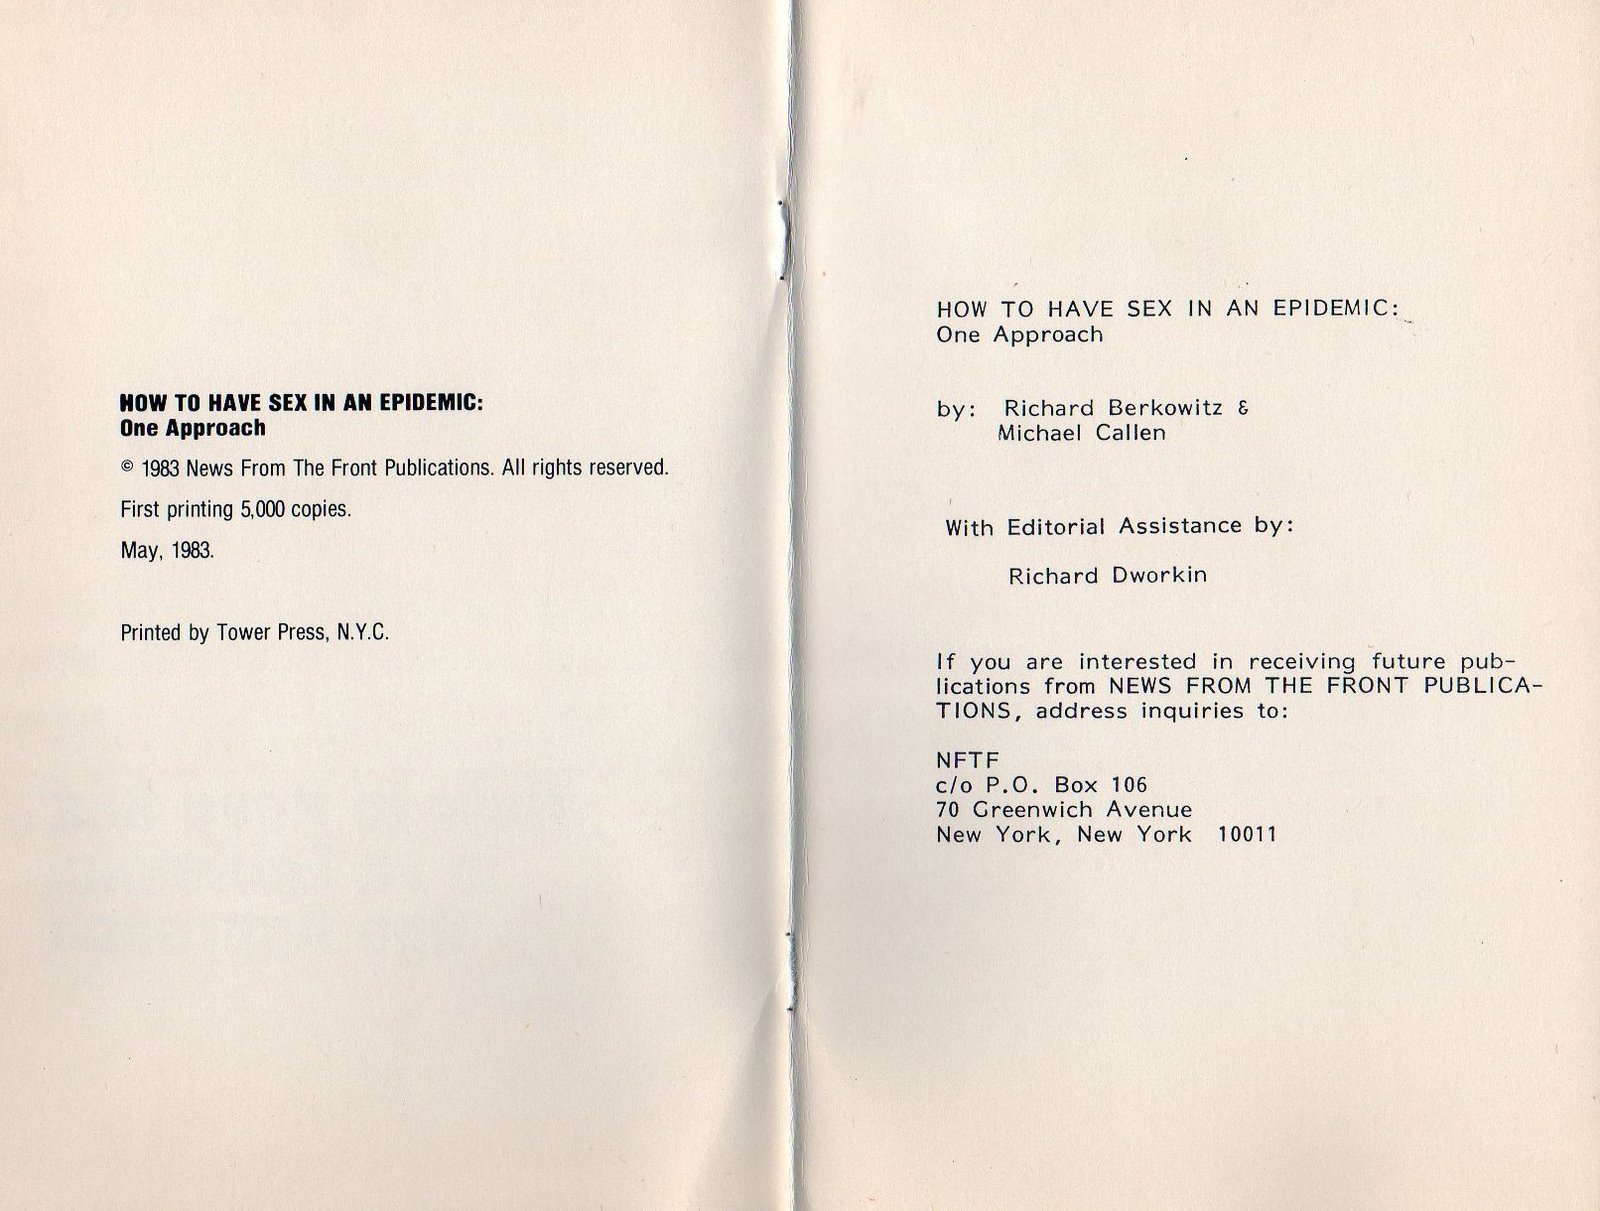 HOW TO HAVE SEX IN AN EPIDEMIC:
One Approach
© 1983 News From The Front Publications. All rights reserved.
First printing 5,000 copies.
May, 1983.
Printed by Tower Press, N.Y.C.
HOW TO HAVE SEX IN AN EPIDEMIC:
One Approach
by: Richard Berkowitz &
Michael Callen
With Editorial Assistance by:
Richard Dworkin
If you are interested in receiving future pub-
lications from NEWS FROM THE FRONT PUBLICA-
TIONS, address inquiries to:
NFTF
c/o P.O. Box 106
70 Greenwich Avenue
New York, New York 10011